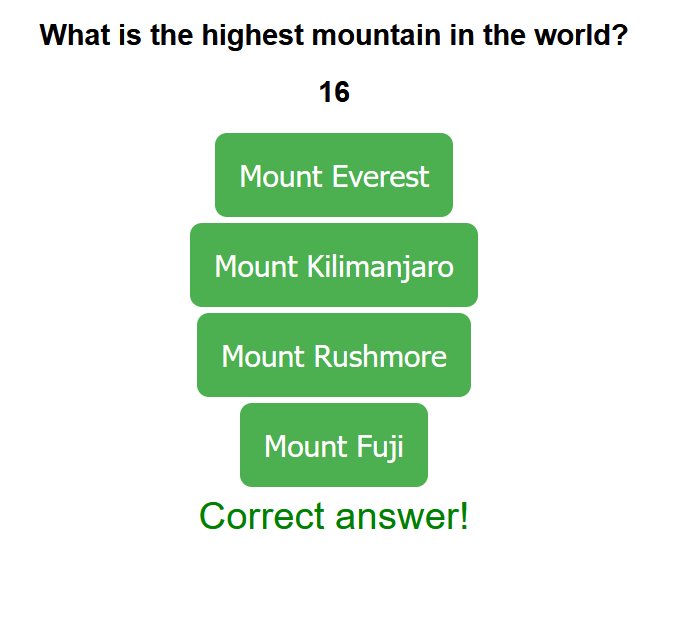 What is the highest mountain in the world?
16
Mount Everest
Mount Kilimanjaro
Mount Rushmore
Mount Fuji
Correct answer!